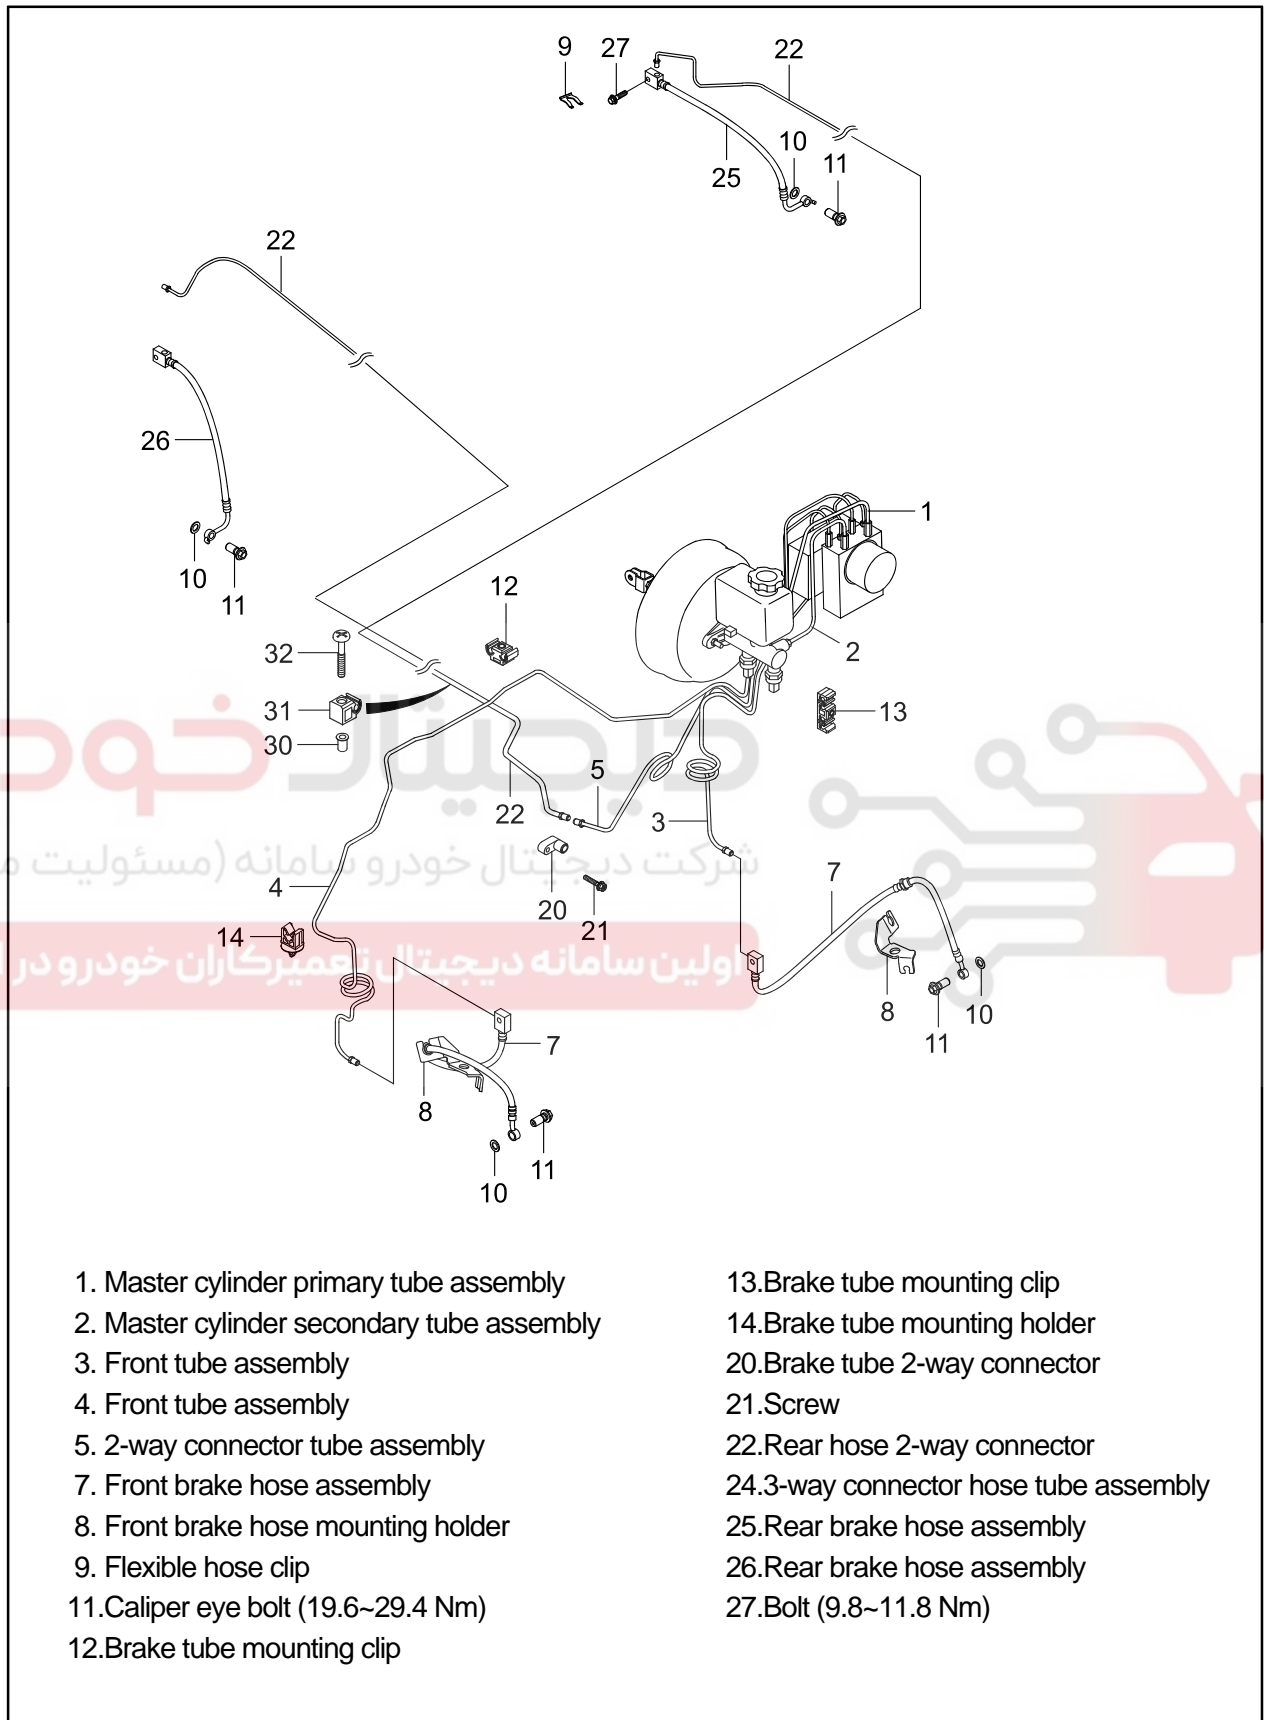 9
27
22
10
11
25
22
26
10
11
1
12
2
32
31
30
13
5
22
3
4
7
20
21
14
8
10
11
7
8
11
10
دیجیتال خودرو
شرکت دیجیتال خودرو سامانه (مسئولیت م
اولین سامانه دیجیتال تعمیرکاران خودرو در ا
1. Master cylinder primary tube assembly
2. Master cylinder secondary tube assembly
3. Front tube assembly
4. Front tube assembly
5. 2-way connector tube assembly
7. Front brake hose assembly
8. Front brake hose mounting holder
9. Flexible hose clip
11.Caliper eye bolt (19.6~29.4 Nm)
12.Brake tube mounting clip
13.Brake tube mounting clip
14.Brake tube mounting holder
20.Brake tube 2-way connector
21.Screw
22.Rear hose 2-way connector
24.3-way connector hose tube assembly
25.Rear brake hose assembly
26.Rear brake hose assembly
27.Bolt (9.8~11.8 Nm)